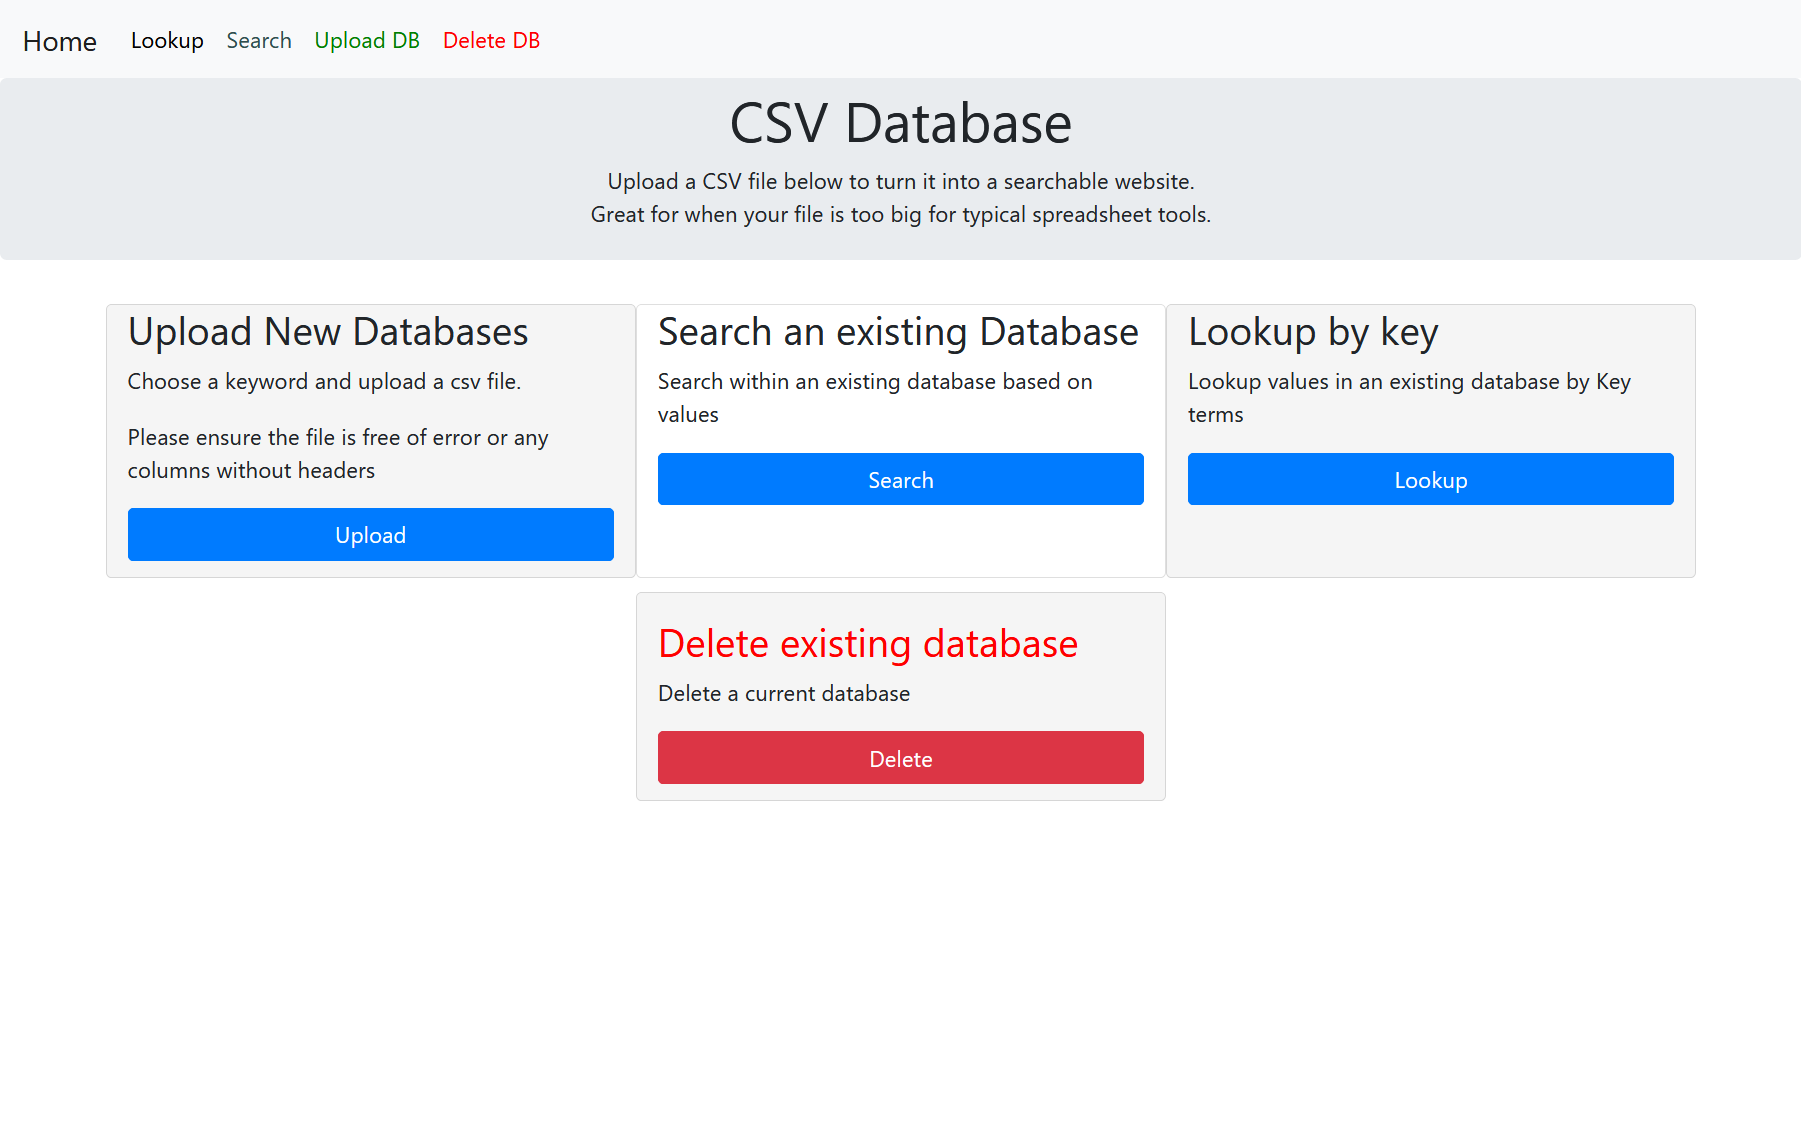 Home Lookup Search Upload DB Delete DB
CSV Database
Upload a CSV file below to turn it into a searchable website.
Great for when your file is too big for typical spreadsheet tools.
Upload New Databases
Choose a keyword and upload a csv file.
Please ensure the file is free of error or any
columns without headers
Upload
Search an existing Database
Search within an existing database based on
values
Search
Lookup by key
Lookup values in an existing database by Key
terms
Lookup
Delete existing database
Delete a current database
Delete